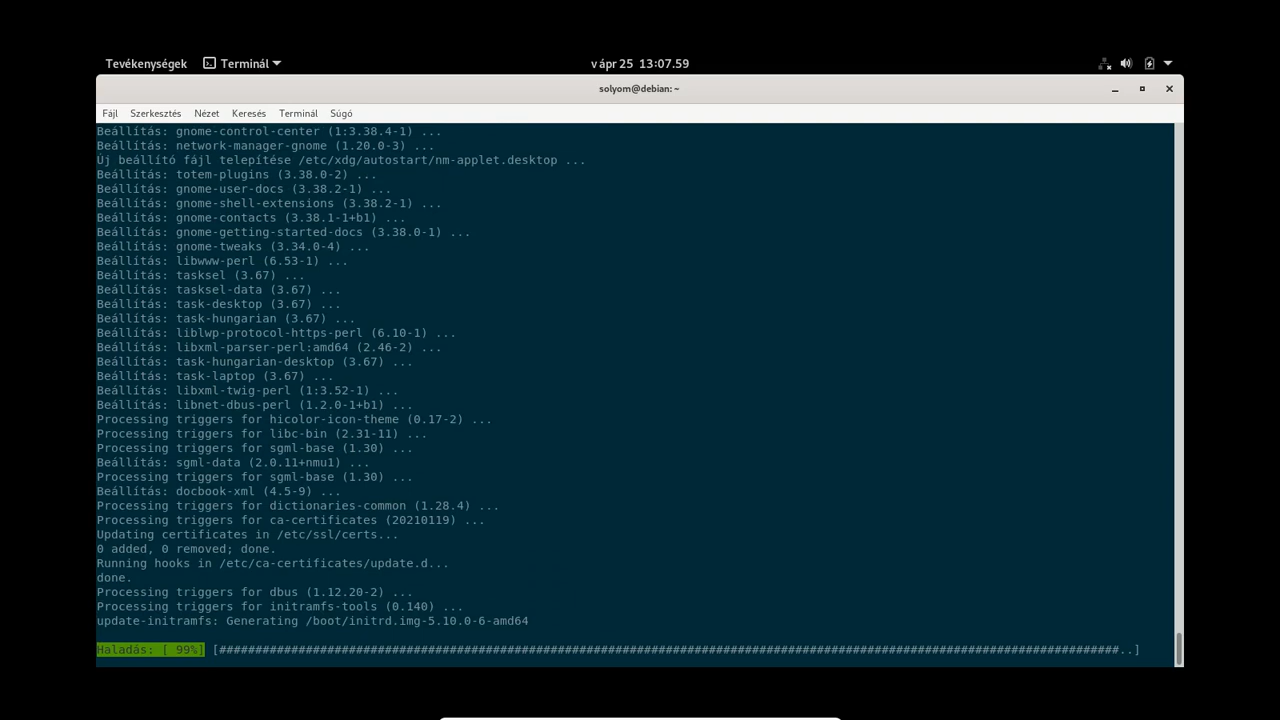 Tevékenységek Terminál v ápr 25 13:07.59
solyom@debian: ~
Fájl Szerkesztés Nézet Keresés Terminál Súgó
Beállítás: gnome-control-center (1:3.38.4-1) ...
Beállítás: network-manager-gnome (1.20.0-3) ...
Új beállító fájl telepítése /etc/xdg/autostart/nm-applet.desktop ...
Beállítás: totem-plugins (3.38.0-2) ...
Beállítás: gnome-user-docs (3.38.2-1) ...
Beállítás: gnome-shell-extensions (3.38.2-1) ...
Beállítás: gnome-contacts (3.38.1-1+b1) ...
Beállítás: gnome-getting-started-docs (3.38.0-1) ...
Beállítás: gnome-tweaks (3.34.0-4) ...
Beállítás: libwww-perl (6.53-1) ...
Beállítás: tasksel (3.67) ...
Beállítás: tasksel-data (3.67) ...
Beállítás: task-desktop (3.67) ...
Beállítás: task-hungarian (3.67) ...
Beállítás: liblwp-protocol-https-perl (6.10-1) ...
Beállítás: libxml-parser-perl:amd64 (2.46-2) ...
Beállítás: task-hungarian-desktop (3.67) ...
Beállítás: task-laptop (3.67) ...
Beállítás: libxml-twig-perl (1:3.52-1) ...
Beállítás: libnet-dbus-perl (1.2.0-1+b1) ...
Processing triggers for hicolor-icon-theme (0.17-2) ...
Processing triggers for libc-bin (2.31-11) ...
Processing triggers for sgml-base (1.30) ...
Beállítás: sgml-data (2.0.11+nmu1) ...
Processing triggers for sgml-base (1.30) ...
Beállítás: docbook-xml (4.5-9) ...
Processing triggers for dictionaries-common (1.28.4) ...
Processing triggers for ca-certificates (20210119) ...
Updating certificates in /etc/ssl/certs...
0 added, 0 removed; done.
Running hooks in /etc/ca-certificates/update.d...
done.
Processing triggers for dbus (1.12.20-2) ...
Processing triggers for initramfs-tools (0.140) ...
update-initramfs: Generating /boot/initrd.img-5.10.0-6-amd64
Haladás: [ 99%] [#############################################################################################################################..]